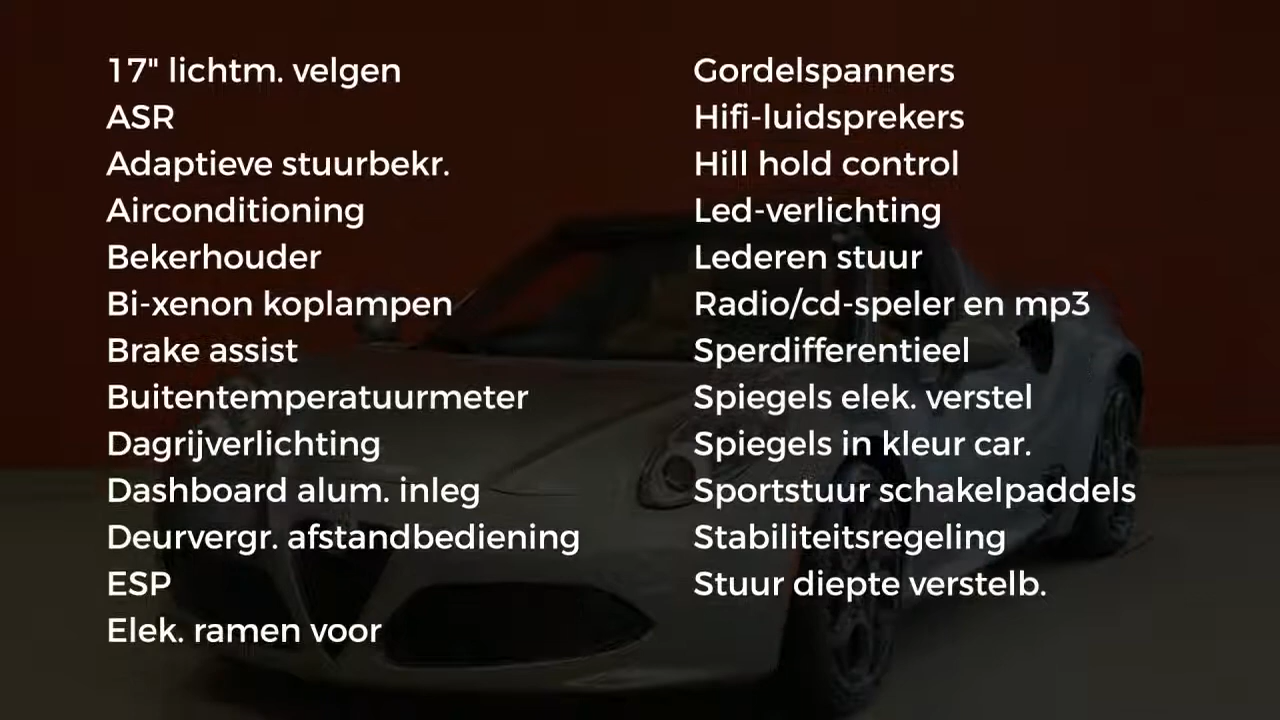 17" lichtm. velgen
ASR
Adaptieve stuurbekr.
Airconditioning
Bekerhouder
Bi-xenon koplampen
Brake assist
Buitentemperatuurmeter
Dagrijverlichting
Dashboard alum. inleg
Deurvergr. afstandbediening
ESP
Elek. ramen voor
Gordelspanners
Hifi-luidsprekers
Hill hold control
Led-verlichting
Lederen stuur
Radio/cd-speler en mp3
Sperdifferentieel
Spiegels elek. verstel
Spiegels in kleur car.
Sportstuur schakelpaddels
Stabiliteitsregeling
Stuur diepte verstelb.